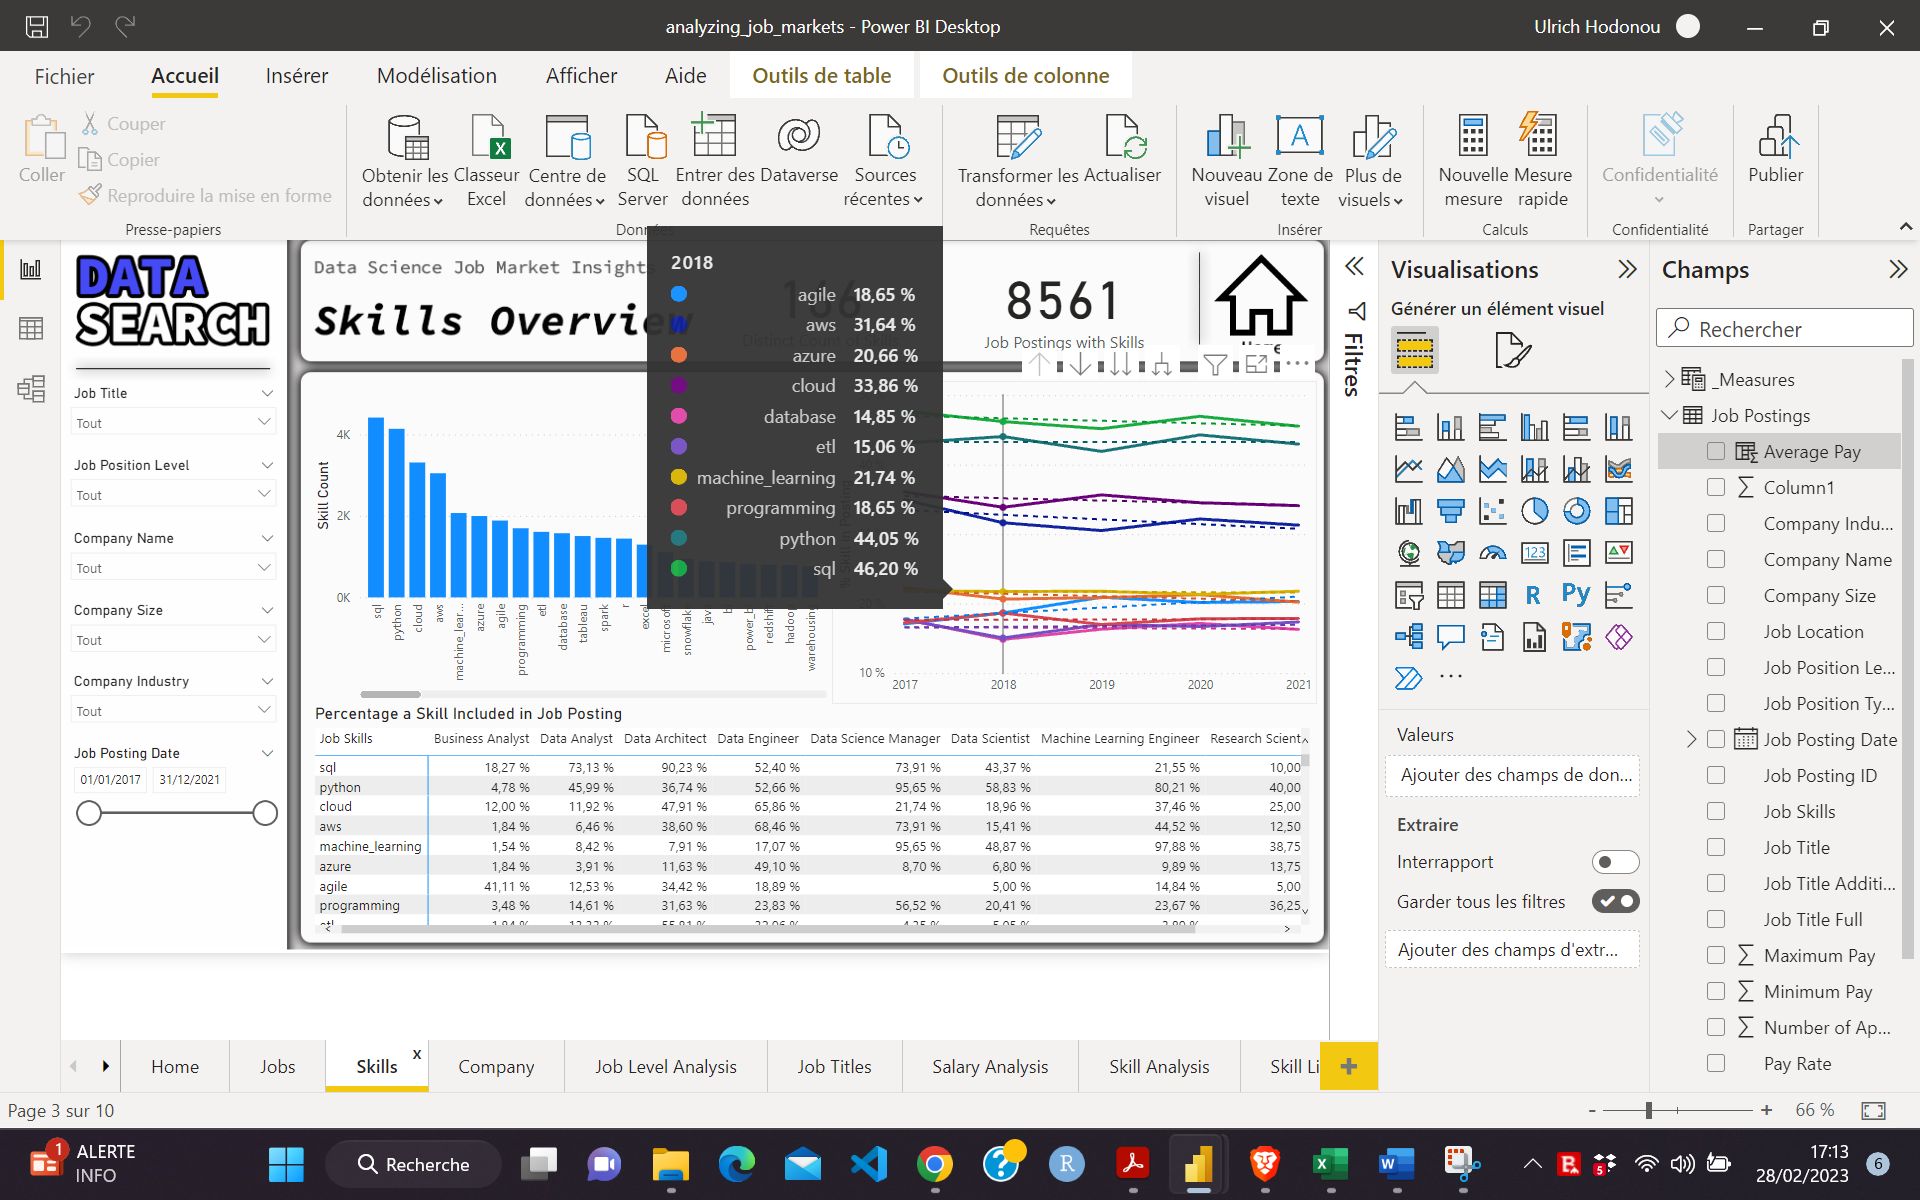 analyzing_job_markets - Power BI Desktop
Ulrich Hodonou
Fichier
Accueil
Insérer
Modélisation
Afficher
Aide
Outils de table
Outils de colonne
Coller
Couper
Copier
Reproduire la mise en forme
Presse-papiers
Obtenir les données
Classeur Excel
Centre de données
SQL Server
Entrer des données
Dataverse
Sources récentes
Transformer les données
Actualiser
Requêtes
Nouveau visuel
Zone de texte
Plus de visuels
Insérer
Nouvelle mesure
Mesure rapide
Calculs
Confidentialité
Confidentialité
Publier
Partager
DATA
SEARCH
Job Title
Tout
Job Position Level
Tout
Company Name
Tout
Company Size
Tout
Company Industry
Tout
Job Posting Date
01/01/2017 31/12/2021
Data Science Job Market Insights
Skills Overview
8561
Job Postings with Skills
2018
agile 18,65 %
aws 31,64 %
azure 20,66 %
cloud 33,86 %
database 14,85 %
etl 15,06 %
machine_learning 21,74 %
programming 18,65 %
python 44,05 %
sql 46,20 %
Skill Count
4K
2K
0K
sql
python
cloud
aws
machine_lear...
azure
agile
programming
etl
database
tableau
spark
r
excel
10 %
2017 2018 2019 2020 2021
Percentage a Skill Included in Job Posting
Job Skills Business Analyst Data Analyst Data Architect Data Engineer Data Science Manager Data Scientist Machine Learning Engineer Research Scient
sql 18,27 % 73,13 % 90,23 % 52,40 % 73,91 % 43,37 % 21,55 % 10,00
python 4,78 % 45,99 % 36,74 % 52,66 % 95,65 % 58,83 % 80,21 % 40,00
cloud 12,00 % 11,92 % 47,91 % 65,86 % 21,74 % 18,96 % 37,46 % 25,00
aws 1,84 % 6,46 % 38,60 % 68,46 % 73,91 % 15,41 % 44,52 % 12,50
machine_learning 1,54 % 8,42 % 7,91 % 17,07 % 95,65 % 48,87 % 97,88 % 38,75
azure 1,84 % 3,91 % 11,63 % 49,10 % 8,70 % 6,80 % 9,89 % 13,75
agile 41,11 % 12,53 % 34,42 % 18,89 % 5,00 % 14,84 % 5,00
programming 3,48 % 14,61 % 31,63 % 23,83 % 56,52 % 20,41 % 23,67 % 36,25
Filtres
Visualisations
Générer un élément visuel
123
R
Py
Valeurs
Ajouter des champs de don...
Extraire
Interrapport
Garder tous les filtres
Ajouter des champs d'extr...
Champs
Rechercher
_Measures
Job Postings
Average Pay
Column1
Company Indu...
Company Name
Company Size
Job Location
Job Position Le...
Job Position Ty...
Job Posting Date
Job Posting ID
Job Skills
Job Title
Job Title Additi...
Job Title Full
Maximum Pay
Minimum Pay
Number of Ap...
Pay Rate
Home
Jobs
Skills
x
Company
Job Level Analysis
Job Titles
Salary Analysis
Skill Analysis
Skill Li
Page 3 sur 10
66 %
1
ALERTE
INFO
Recherche
17:13
28/02/2023
6